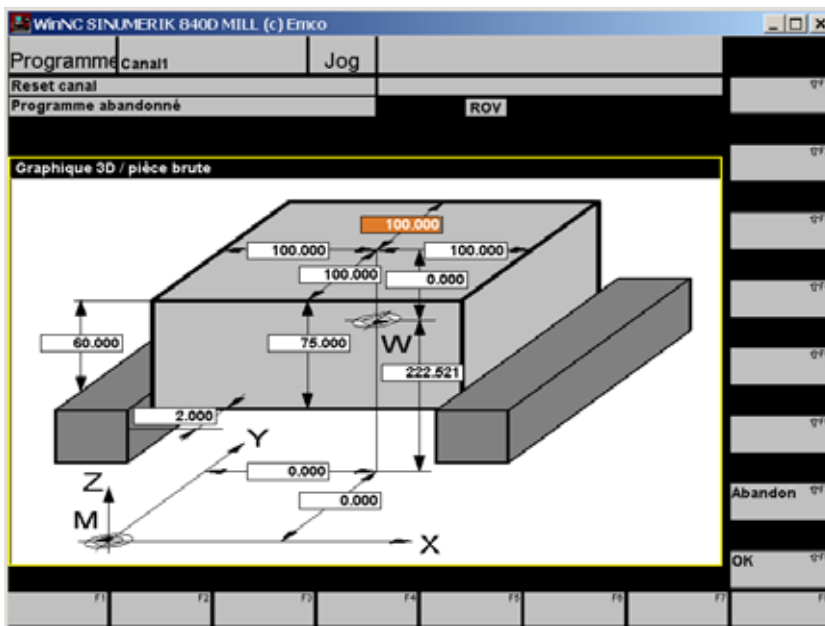 WinNC SINUMERIK 840D MILL (c) Emco
Programme Canal1 Jog
Reset canal
Programme abandonné ROV
Graphique 3D / pièce brute
100.000
100.000 100.000
100.000 0.000
60.000 75.000 W
222.521
2.000
Y
0.000
Z
0.000
M
X
Abandon
OK
F1 F2 F3 F4 F5 F6 F7